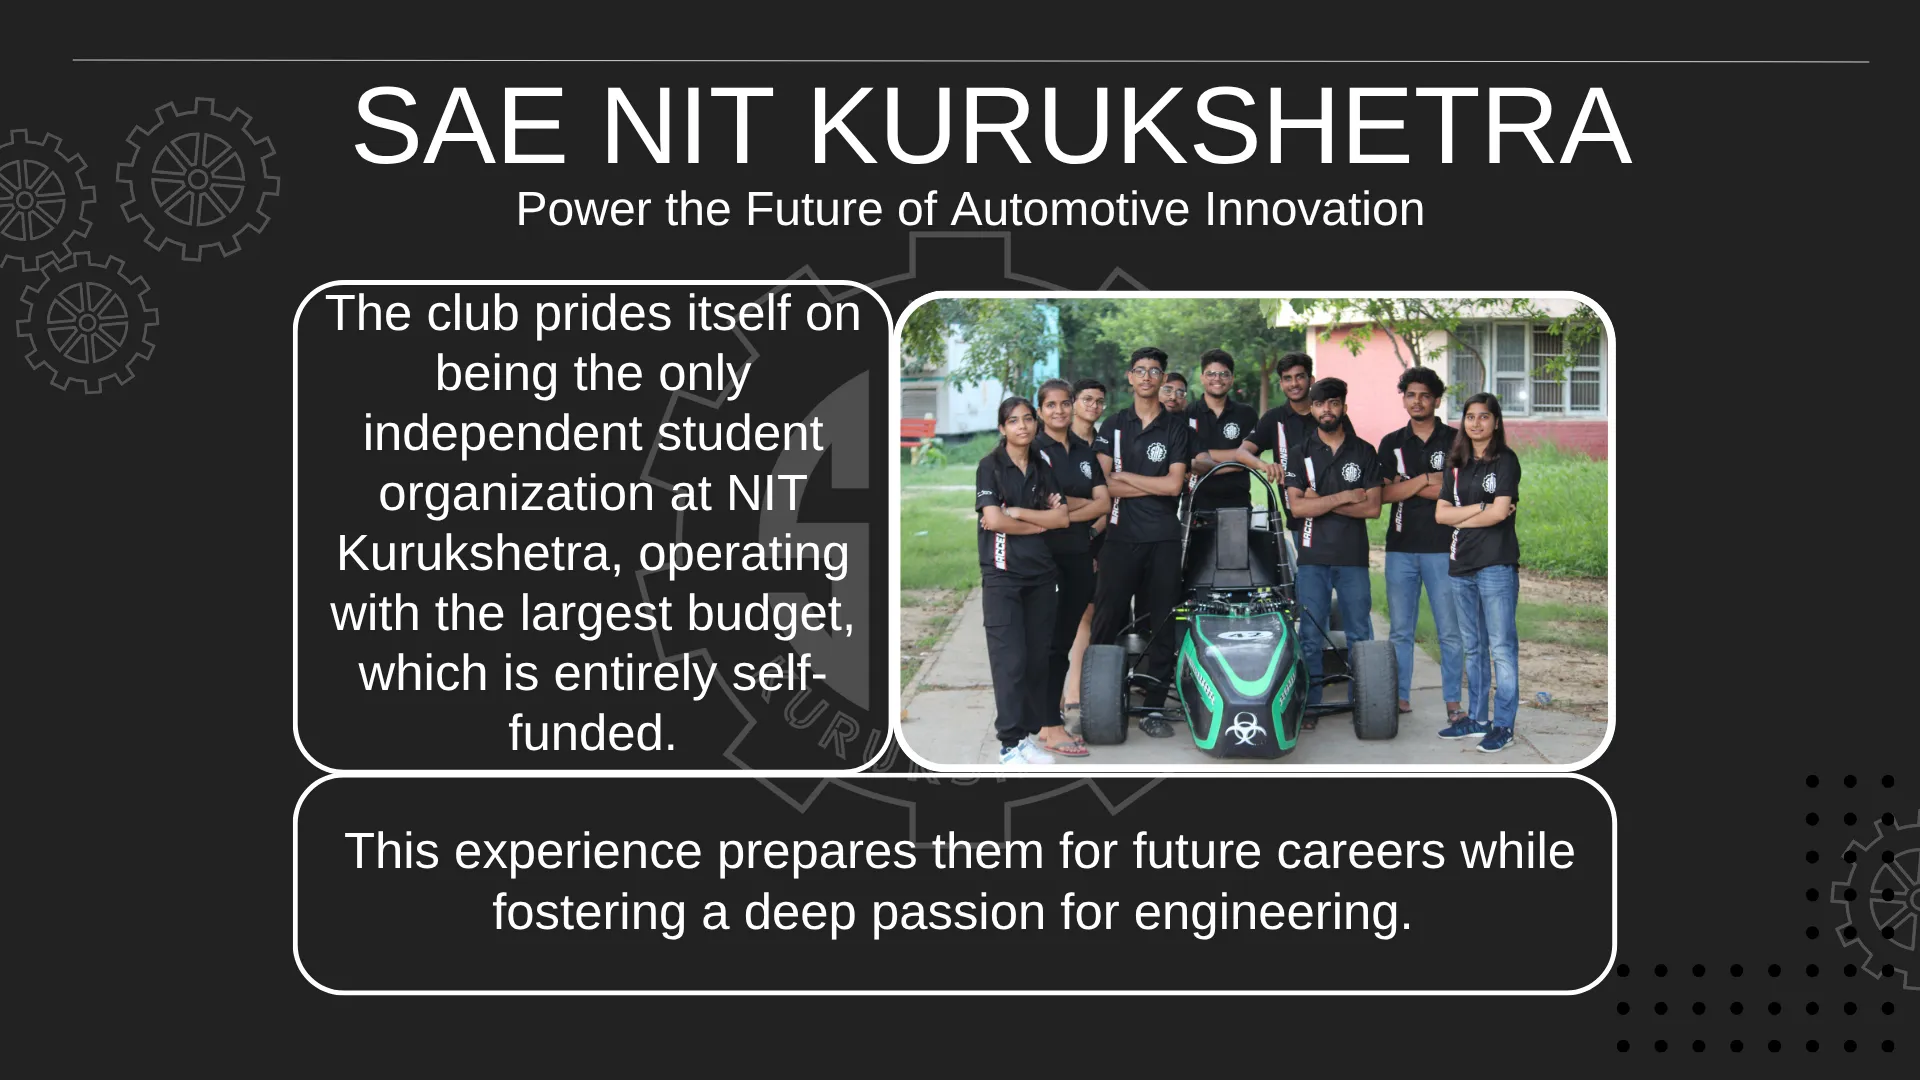 SAE NIT KURUKSHETRA
Power the Future of Automotive Innovation
The club prides itself on
being the only
independent student
organization at NIT
Kurukshetra, operating
with the largest budget,
which is entirely self-
funded.
This experience prepares them for future careers while
fostering a deep passion for engineering.